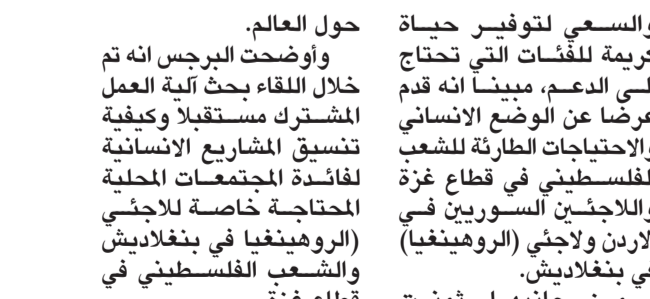 والسعي لتوفير حياة
كريمة للفئات التي تحتاج
الدعم، مبينا انه قدم
عرضا عن الوضع الانساني
والاحتياجات الطارئة للشعب
الفلسطيني في قطاع غزة
واللاجئين السوريين في
الاردن ولاجئي (الروهينغيا)
في بنغلاديش.
حول العالم.
وأوضحت البرجس انه تم
خلال اللقاء بحث آلية العمل
المشترك مستقبلا وكيفية
تنسيق المشاريع الانسانية
لفائدة المجتمعات المحلية
المحتاجة خاصة للاجئي
(الروهينغيا في بنغلاديش
والشعب الفلسطيني في
قطاع غزة